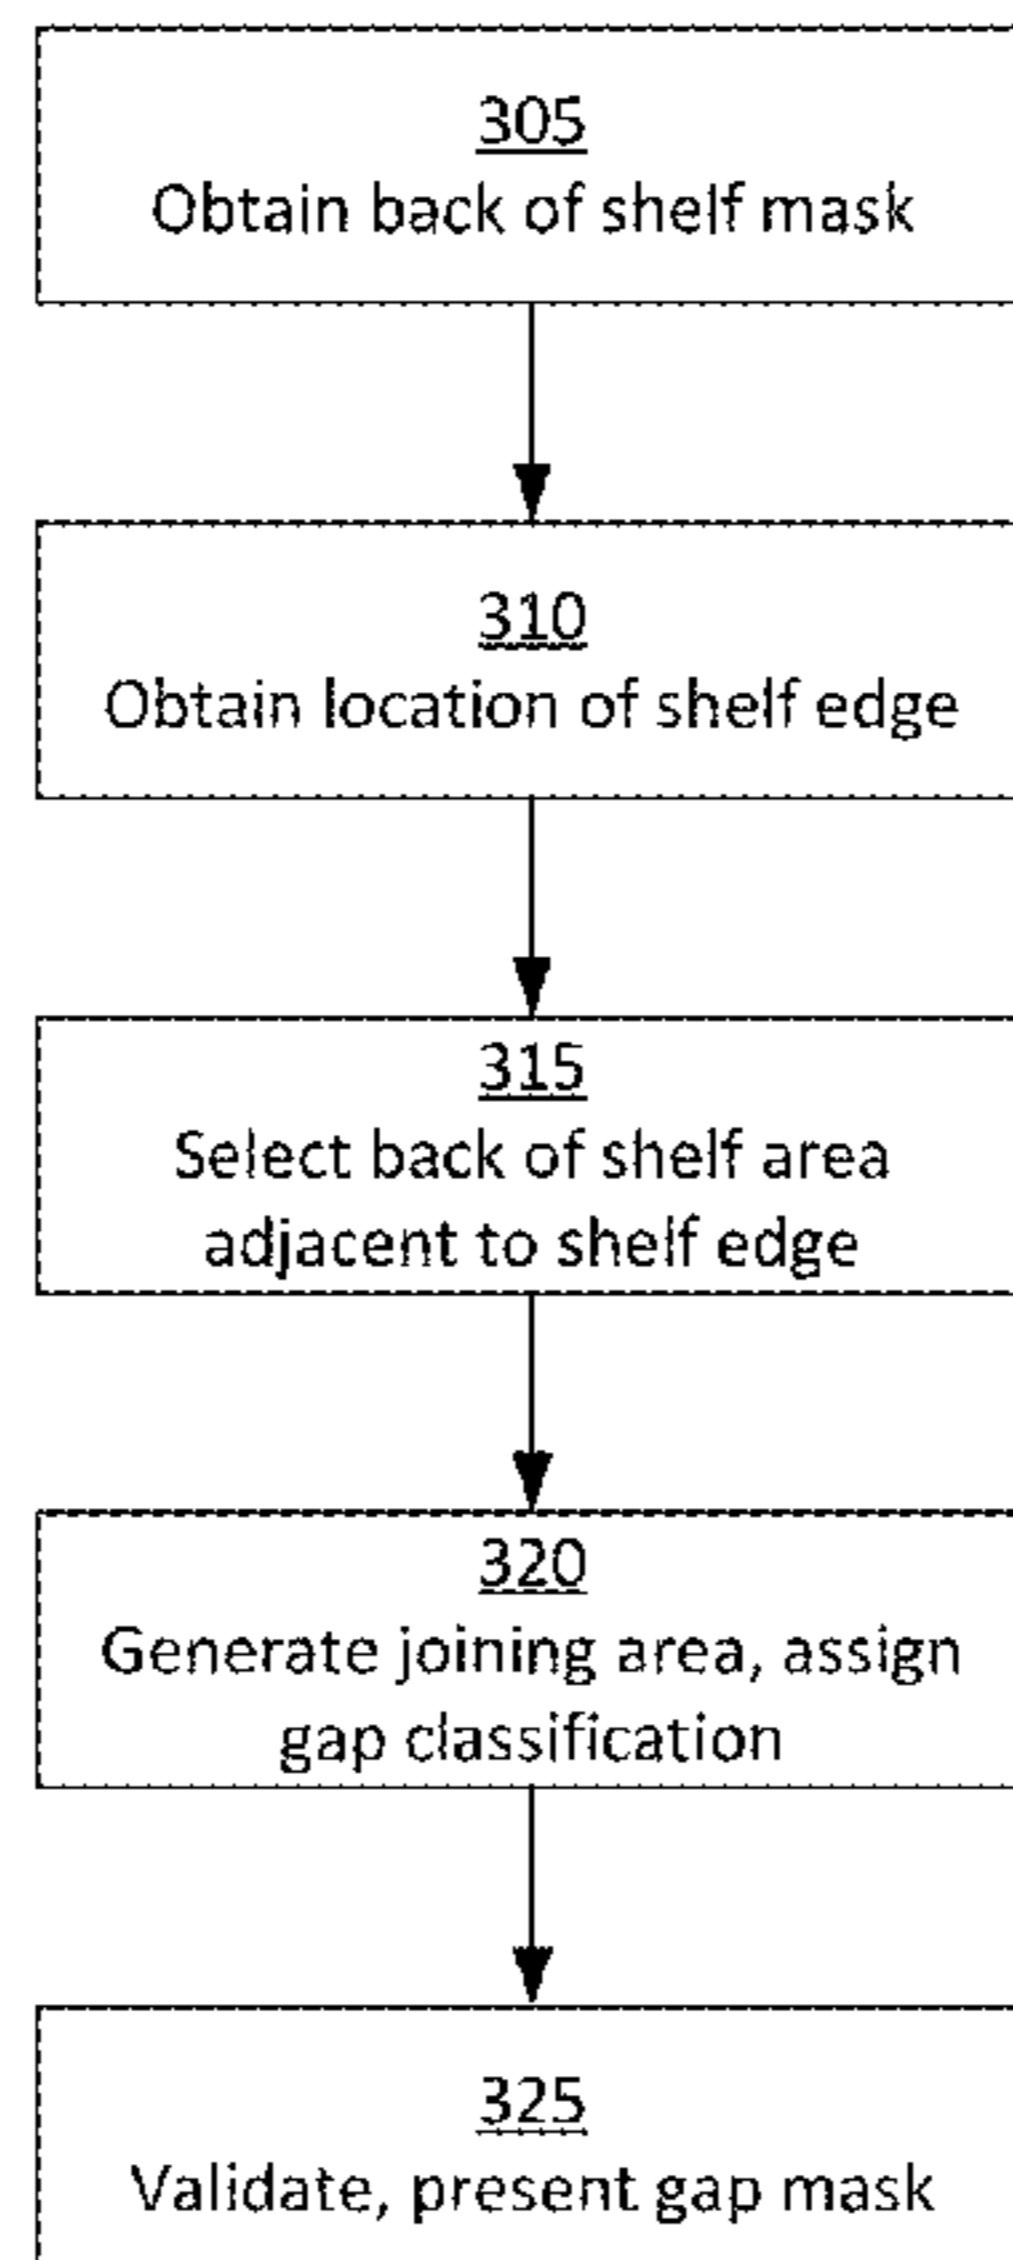 305
Obtain back of shelf mask
310
Obtain location of shelf edge
315
Select back of shelf area
adjacent to shelf edge
320
Generate joining area, assign
gap classification
325
Validate, present gap mask